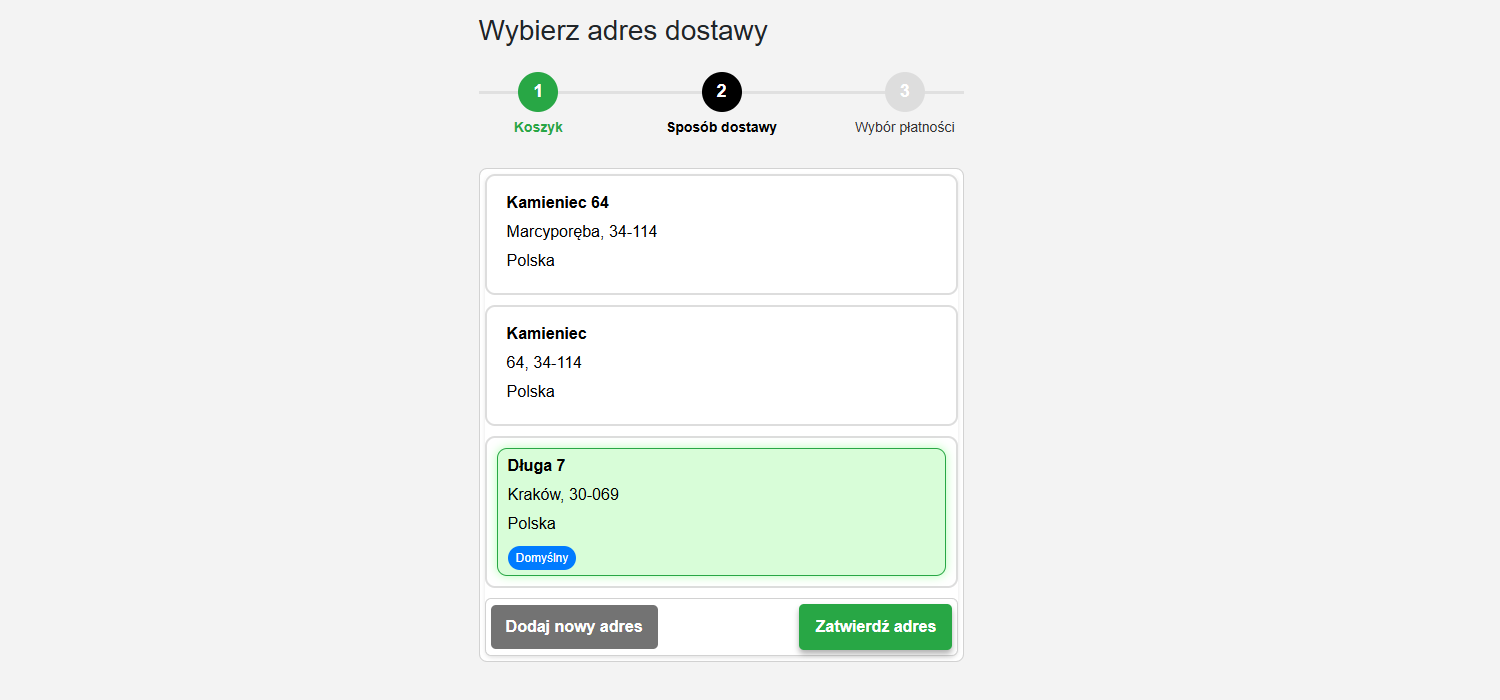 Wybierz adres dostawy
1
2
3
Koszyk
Sposób dostawy
Wybór płatności
Kamieniec 64
Marcyporęba, 34-114
Polska
Kamieniec
64, 34-114
Polska
Długa 7
Kraków, 30-069
Polska
Domyślny
Dodaj nowy adres
Zatwierdź adres